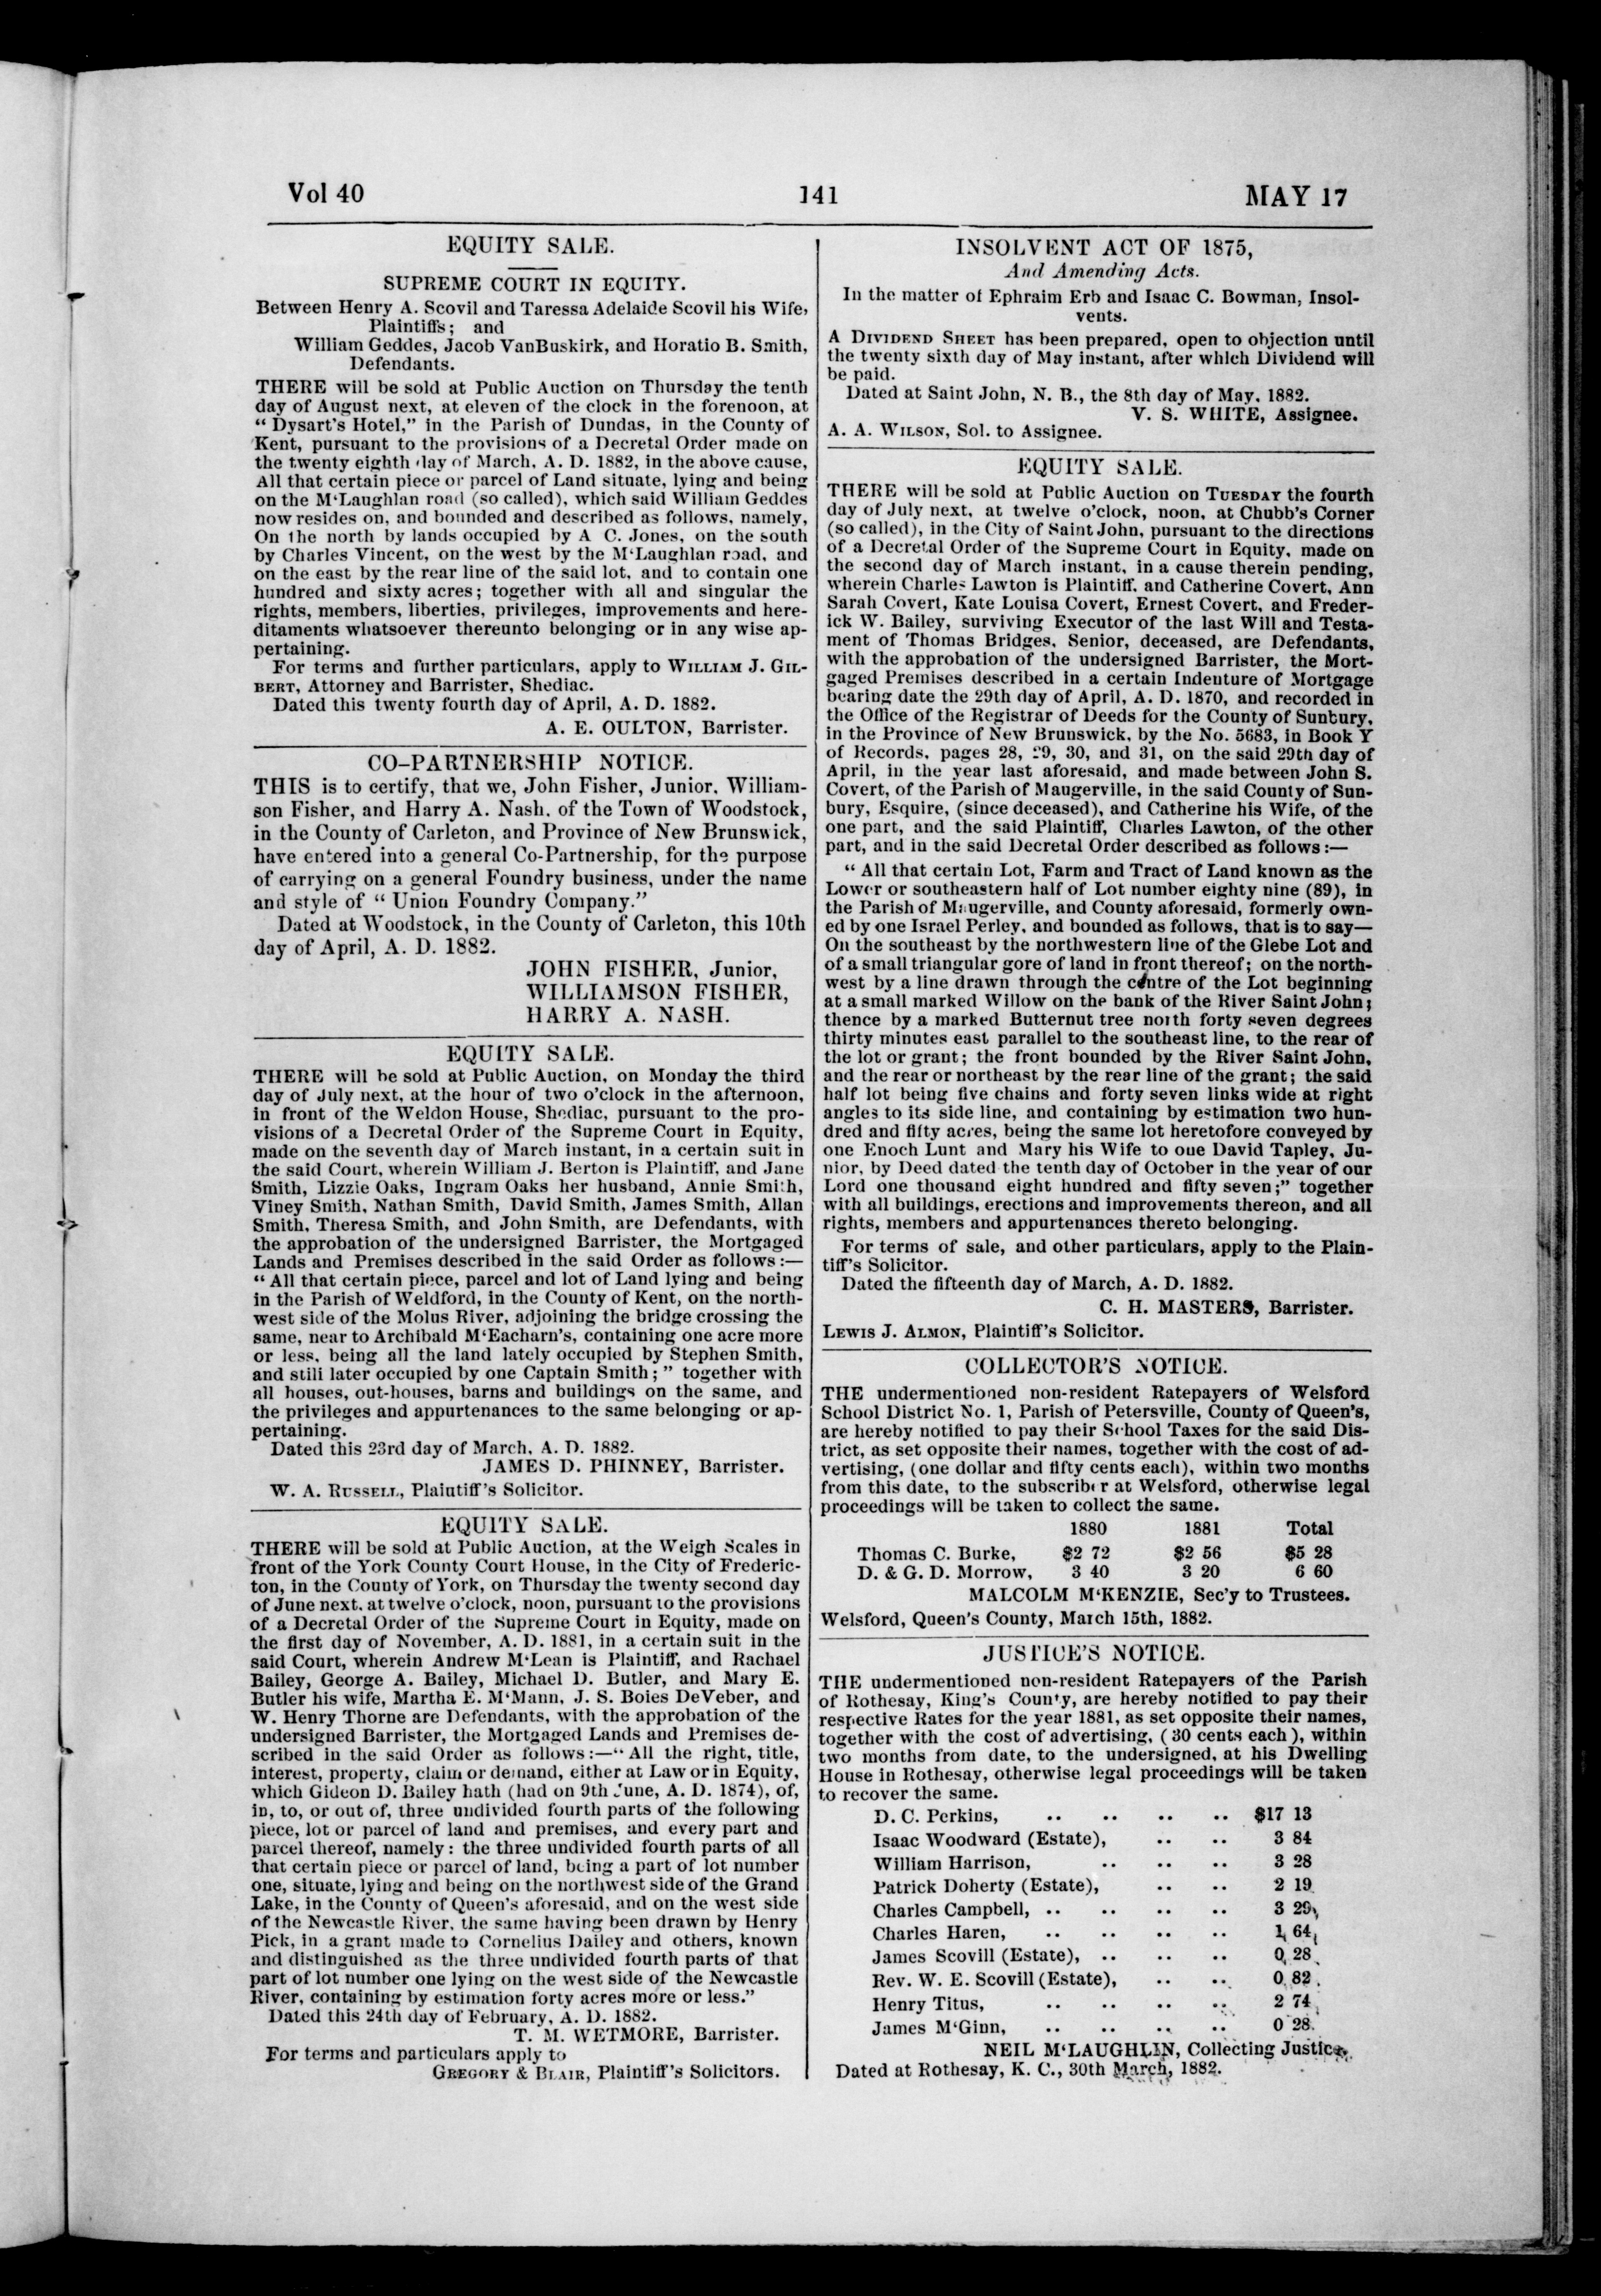 Vol 40
141
MAY 17
EQUITY SALE.
SUPREME COURT IN EQUITY.
Between Henry A. Scovil and Taressa Adelaide Scovil his Wife,
Plaintiffs; and
William Geddes, Jacob VanBuskirk, and Horatio B. Smith,
Defendants.
THERE will be sold at Public Auction on Thursday the tenth
day of August next, at eleven of the clock in the forenoon, at
“ Dysart's Hotel,” in the Parish of Dundas, in the County of
Kent, pursuant to the provisions of a Decretal Order made on
the twenty eighth day of March, A. D. 1882, in the above cause,
All that certain piece or parcel of Land situate, lying and being
on the M‘Laughlan road (so called), which said William Geddes
now resides on, and bounded and described as follows, namely,
On the north by lands occupied by A C. Jones, on the south
by Charles Vincent, on the west by the M‘Laughlan road, and
on the east by the rear line of the said lot, and to contain one
hundred and sixty acres; together with all and singular the
rights, members, liberties, privileges, improvements and here-
ditaments whatsoever thereunto belonging or in any wise ap-
pertaining.
For terms and further particulars, apply to WILLIAM J. GIL-
BERT, Attorney and Barrister, Shediac.
Dated this twenty fourth day of April, A. D. 1882.
A. E. OULTON, Barrister.
CO-PARTNERSHIP NOTICE.
THIS is to certify, that we, John Fisher, Junior, William-
son Fisher, and Harry A. Nash, of the Town of Woodstock,
in the County of Carleton, and Province of New Brunswick,
have entered into a general Co-Partnership, for the purpose
of carrying on a general Foundry business, under the name
and style of “ Union Foundry Company.”
Dated at Woodstock, in the County of Carleton, this 10th
day of April, A. D. 1882.
JOHN FISHER, Junior,
WILLIAMSON FISHER,
HARRY A. NASH.
EQUITY SALE.
THERE will be sold at Public Auction, on Monday the third
day of July next, at the hour of two o'clock in the afternoon,
in front of the Weldon House, Shediac, pursuant to the pro-
visions of a Decretal Order of the Supreme Court in Equity,
made on the seventh day of March instant, in a certain suit in
the said Court, wherein William J. Berton is Plaintiff, and Jane
Smith, Lizzie Oaks, Ingram Oaks her husband, Annie Smith,
Viney Smith, Nathan Smith, David Smith, James Smith, Allan
Smith, Theresa Smith, and John Smith, are Defendants, with
the approbation of the undersigned Barrister, the Mortgaged
Lands and Premises described in the said Order as follows :—
“ All that certain piece, parcel and lot of Land lying and being
in the Parish of Weldford, in the County of Kent, on the north-
west side of the Molus River, adjoining the bridge crossing the
same, near to Archibald M‘Eacharn's, containing one acre more
or less, being all the land lately occupied by Stephen Smith,
and still later occupied by one Captain Smith ; ” together with
all houses, out-houses, barns and buildings on the same, and
the privileges and appurtenances to the same belonging or ap-
pertaining.
Dated this 23rd day of March, A. D. 1882.
JAMES D. PHINNEY, Barrister.
W. A. RUSSELL, Plaintiff's Solicitor.
EQUITY SALE.
THERE will be sold at Public Auction, at the Weigh Scales in
front of the York County Court House, in the City of Frederic-
ton, in the County of York, on Thursday the twenty second day
of June next, at twelve o'clock, noon, pursuant to the provisions
of a Decretal Order of the Supreme Court in Equity, made on
the first day of November, A. D. 1881, in a certain suit in the
said Court, wherein Andrew M‘Lean is Plaintiff, and Rachael
Bailey, George A. Bailey, Michael D. Butler, and Mary E.
Butler his wife, Martha E. M‘Mann, J. S. Boies DeVeber, and
W. Henry Thorne are Defendants, with the approbation of the
undersigned Barrister, the Mortgaged Lands and Premises de-
scribed in the said Order as follows :—“ All the right, title,
interest, property, claim or demand, either at Law or in Equity,
which Gideon D. Bailey hath (had on 9th June, A. D. 1874), of,
in, to, or out of, three undivided fourth parts of the following
piece, lot or parcel of land and premises, and every part and
parcel thereof, namely : the three undivided fourth parts of all
that certain piece or parcel of land, being a part of lot number
one, situate, lying and being on the northwest side of the Grand
Lake, in the County of Queen's aforesaid, and on the west side
of the Newcastle River, the same having been drawn by Henry
Pick, in a grant made to Cornelius Dailey and others, known
and distinguished as the three undivided fourth parts of that
part of lot number one lying on the west side of the Newcastle
River, containing by estimation forty acres more or less.”
Dated this 24th day of February, A. D. 1882.
T. M. WETMORE, Barrister.
For terms and particulars apply to
GREGORY & BLAIR, Plaintiff's Solicitors.
INSOLVENT ACT OF 1875,
And Amending Acts.
In the matter of Ephraim Erb and Isaac C. Bowman, Insol-
vents.
A DIVIDEND SHEET has been prepared, open to objection until
the twenty sixth day of May instant, after which Dividend will
be paid.
Dated at Saint John, N. B., the 8th day of May, 1882.
V. S. WHITE, Assignee.
A. A. WILSON, Sol. to Assignee.
EQUITY SALE.
THERE will be sold at Public Auction on TUESDAY the fourth
day of July next, at twelve o'clock, noon, at Chubb's Corner
(so called), in the City of Saint John, pursuant to the directions
of a Decretal Order of the Supreme Court in Equity, made on
the second day of March instant, in a cause therein pending,
wherein Charles Lawton is Plaintiff, and Catherine Covert, Ann
Sarah Covert, Kate Louisa Covert, Ernest Covert, and Freder-
ick W. Bailey, surviving Executor of the last Will and Testa-
ment of Thomas Bridges, Senior, deceased, are Defendants,
with the approbation of the undersigned Barrister, the Mort-
gaged Premises described in a certain Indenture of Mortgage
bearing date the 29th day of April, A. D. 1870, and recorded in
the Office of the Registrar of Deeds for the County of Sunbury,
in the Province of New Brunswick, by the No. 5683, in Book Y
of Records, pages 28, 29, 30, and 31, on the said 29th day of
April, in the year last aforesaid, and made between John S.
Covert, of the Parish of Maugerville, in the said County of Sun-
bury, Esquire, (since deceased), and Catherine his Wife, of the
one part, and the said Plaintiff, Charles Lawton, of the other
part, and in the said Decretal Order described as follows :—
“ All that certain Lot, Farm and Tract of Land known as the
Lower or southeastern half of Lot number eighty nine (89), in
the Parish of Maugerville, and County aforesaid, formerly own-
ed by one Israel Perley, and bounded as follows, that is to say—
On the southeast by the northwestern line of the Glebe Lot and
of a small triangular gore of land in front thereof; on the north-
west by a line drawn through the centre of the Lot beginning
at a small marked Willow on the bank of the River Saint John;
thence by a marked Butternut tree north forty seven degrees
thirty minutes east parallel to the southeast line, to the rear of
the lot or grant; the front bounded by the River Saint John,
and the rear or northeast by the rear line of the grant; the said
half lot being five chains and forty seven links wide at right
angles to its side line, and containing by estimation two hun-
dred and fifty acres, being the same lot heretofore conveyed by
one Enoch Lunt and Mary his Wife to one David Tapley, Ju-
nior, by Deed dated the tenth day of October in the year of our
Lord one thousand eight hundred and fifty seven;” together
with all buildings, erections and improvements thereon, and all
rights, members and appurtenances thereto belonging.
For terms of sale, and other particulars, apply to the Plain-
tiff's Solicitor.
Dated the fifteenth day of March, A. D. 1882.
C. H. MASTERS, Barrister.
LEWIS J. ALMON, Plaintiff's Solicitor.
COLLECTOR'S NOTICE.
THE undermentioned non-resident Ratepayers of Welsford
School District No. 1, Parish of Petersville, County of Queen's,
are hereby notified to pay their School Taxes for the said Dis-
trict, as set opposite their names, together with the cost of ad-
vertising, (one dollar and fifty cents each), within two months
from this date, to the subscriber at Welsford, otherwise legal
proceedings will be taken to collect the same.
1880 1881 Total
Thomas C. Burke, $2 72 $2 56 $5 28
D. & G. D. Morrow, 3 40 3 20 6 60
MALCOLM M‘KENZIE, Sec'y to Trustees.
Welsford, Queen's County, March 15th, 1882.
JUSTICE'S NOTICE.
THE undermentioned non-resident Ratepayers of the Parish
of Rothesay, King's County, are hereby notified to pay their
respective Rates for the year 1881, as set opposite their names,
together with the cost of advertising, ( 30 cents each ), within
two months from date, to the undersigned, at his Dwelling
House in Rothesay, otherwise legal proceedings will be taken
to recover the same.
D. C. Perkins, .. .. .. .. $17 13
Isaac Woodward (Estate), .. .. 3 84
William Harrison, .. .. .. 3 28
Patrick Doherty (Estate), .. .. 2 19
Charles Campbell, .. .. .. .. 3 29
Charles Haren, .. .. .. .. 1 64
James Scovill (Estate), .. .. .. 0 28
Rev. W. E. Scovill (Estate), .. .. 0 82
Henry Titus, .. .. .. .. 2 74
James M‘Ginn, .. .. .. .. 0 28
NEIL M‘LAUGHLIN, Collecting Justice.
Dated at Rothesay, K. C., 30th March, 1882.